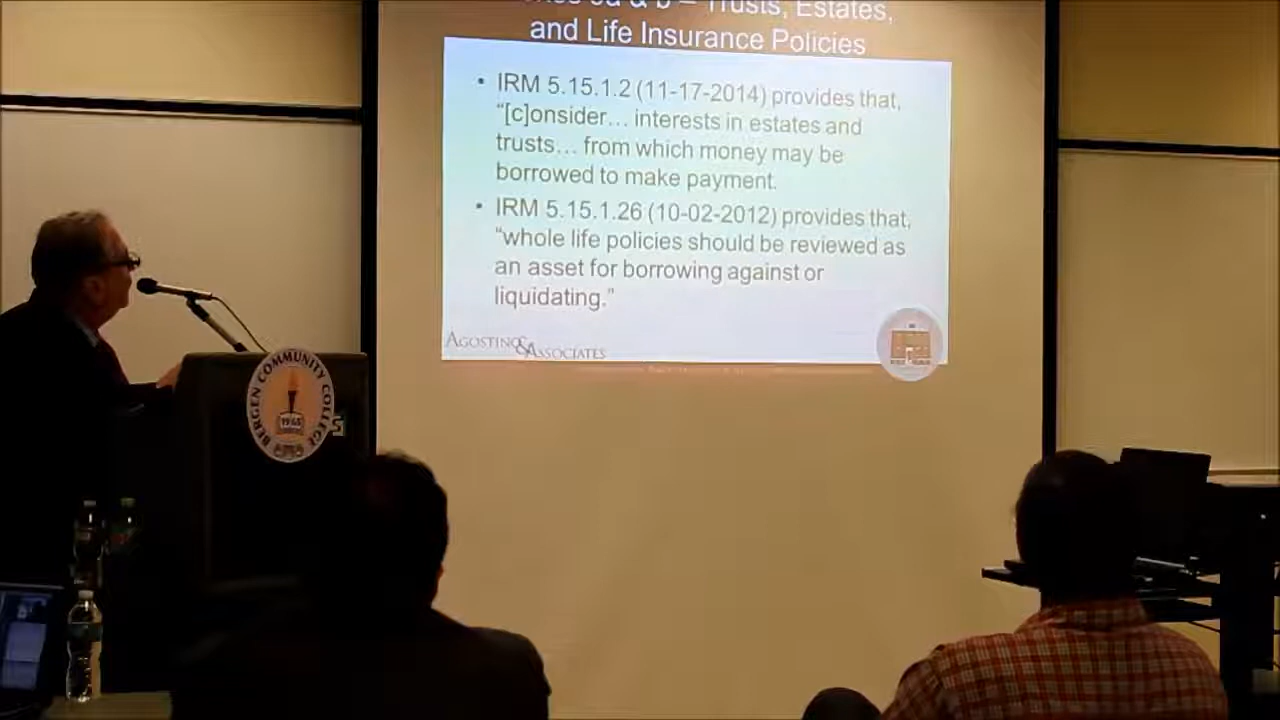 & b – Trusts, Estates,
and Life Insurance Policies
• IRM 5.15.1.2 (11-17-2014) provides that,
“[c]onsider… interests in estates and
trusts… from which money may be
borrowed to make payment.
• IRM 5.15.1.26 (10-02-2012) provides that,
“whole life policies should be reviewed as
an asset for borrowing against or
liquidating.”
AGOSTINO & ASSOCIATES
BERGEN COMMUNITY COLLEGE
1965